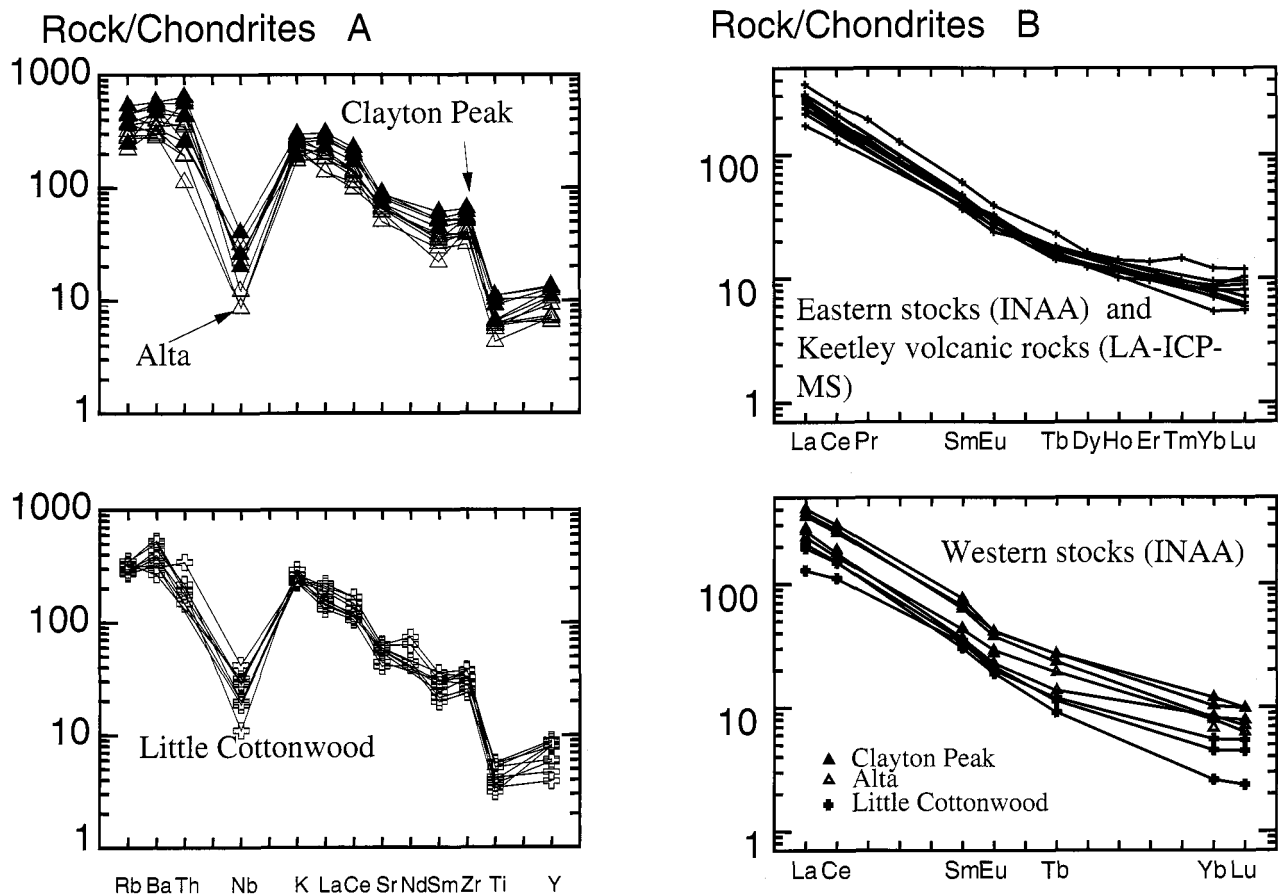 Rock/Chondrites A
1000
100
10
1
Clayton Peak
Alta
1000
100
10
1
Little Cottonwood
Rb Ba Th Nb K La Ce Sr Nd Sm Zr Ti Y
Rock/Chondrites B
100
10
1
Eastern stocks (INAA) and
Keetley volcanic rocks (LA-ICP-
MS)
La Ce Pr Sm Eu Tb Dy Ho Er Tm Yb Lu
100
10
1
Western stocks (INAA)
Clayton Peak
Alta
Little Cottonwood
La Ce Sm Eu Tb Yb Lu